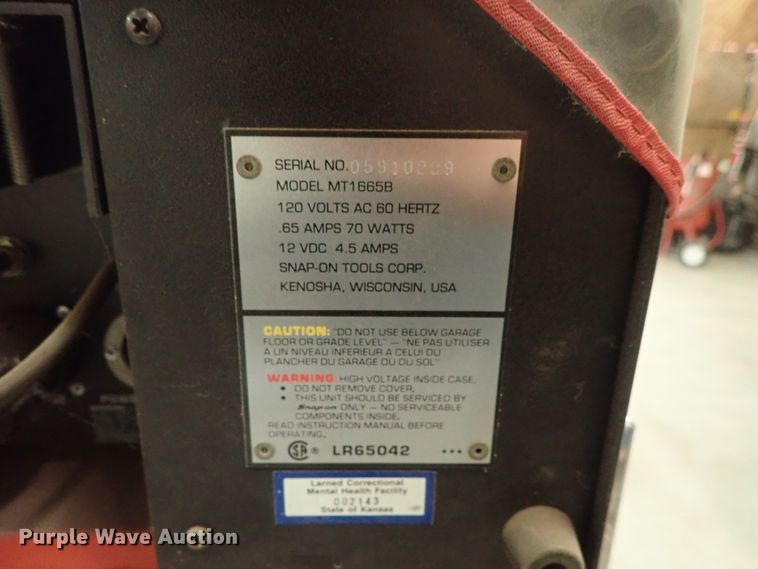 SERIAL NO. 05910229
MODEL MT1665B
120 VOLTS AC 60 HERTZ
.65 AMPS 70 WATTS
12 VDC 4.5 AMPS
SNAP-ON TOOLS CORP.
KENOSHA, WISCONSIN, USA
CAUTION: "DO NOT USE BELOW GARAGE
FLOOR OR GRADE LEVEL" — "NE PAS UTILISER
A UN NIVEAU INFERIEUR A CELUI DU
PLANCHER DU GARAGE OU DU SOL"
WARNING: HIGH VOLTAGE INSIDE CASE.
• DO NOT REMOVE COVER.
• THIS UNIT SHOULD BE SERVICED BY
Snap-on ONLY — NO SERVICEABLE
COMPONENTS INSIDE.
READ INSTRUCTION MANUAL BEFORE
OPERATING.
SA ® LR65042 •••
Larned Correctional
Mental Health Facility
002143
State of Kansas
Purple Wave Auction®